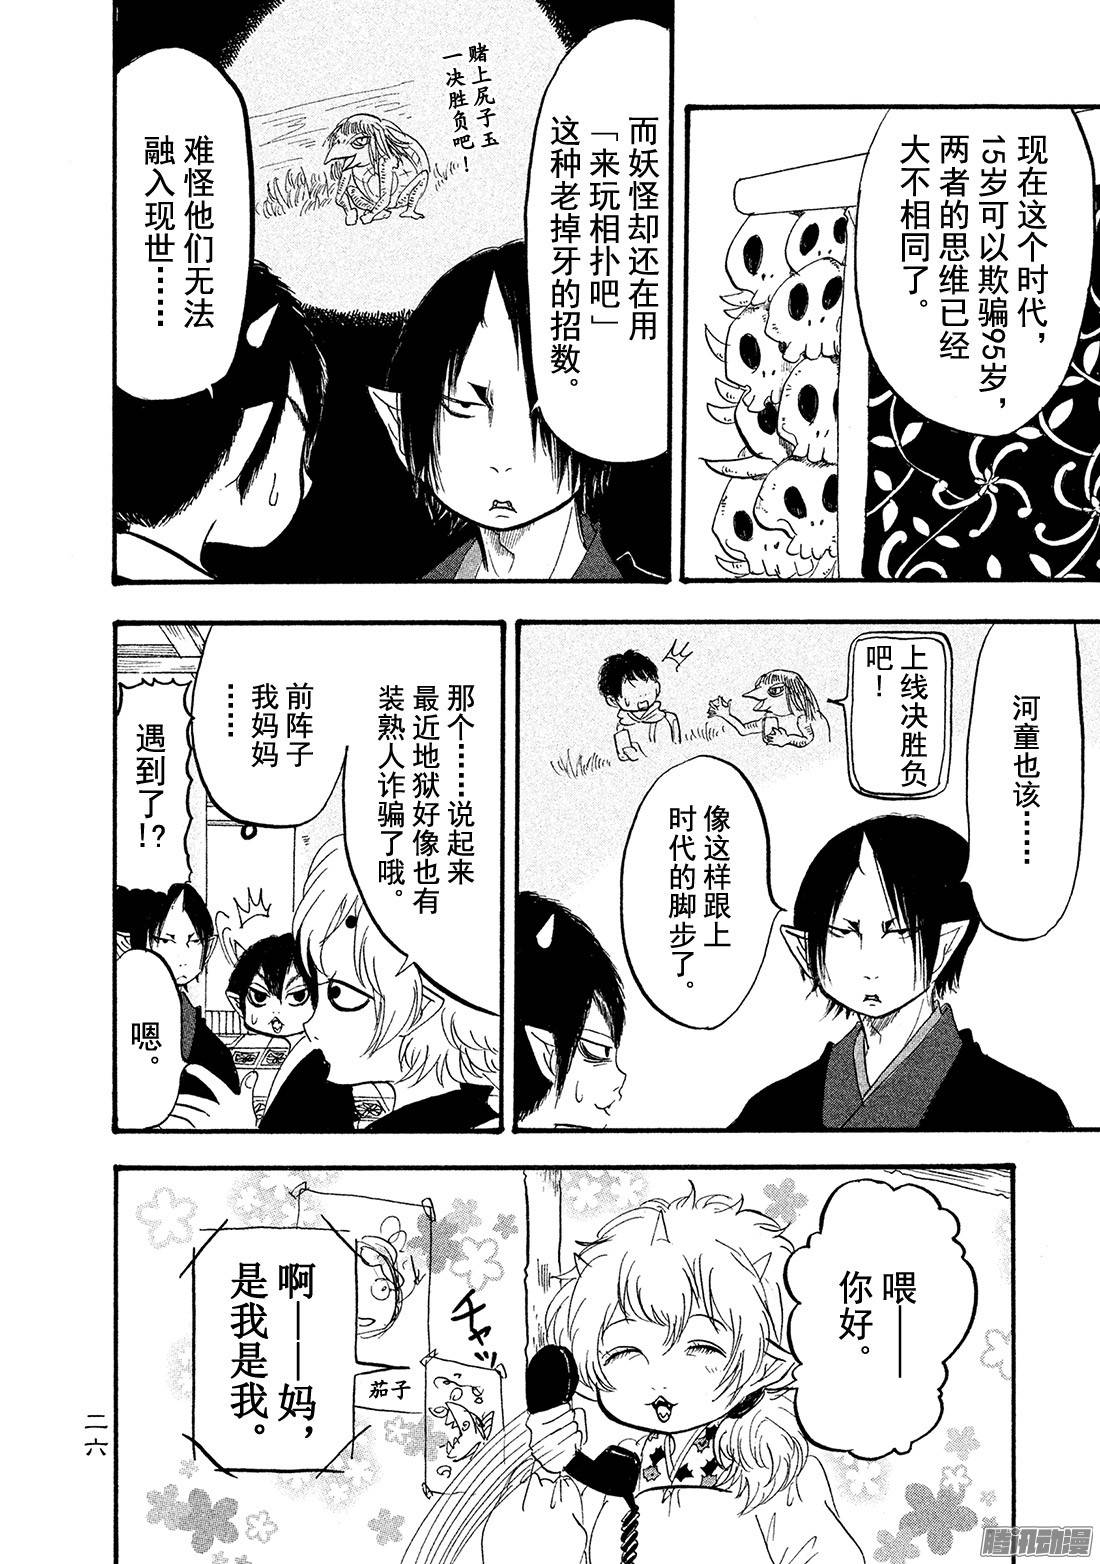 现在这个时代，
15岁可以欺骗95岁，
两者的思维已经
大不相同了。
而妖怪却还在用
「来玩相扑吧」
这种老掉牙的招数。
赌上尻子玉
一决胜负吧！
难怪他们无法
融入现世……
河童也该……
上线决胜负
吧！
像这样跟上
时代的脚步了。
那个……说起来
最近地狱好像也有
装熟人诈骗了哦。
前阵子
我妈妈
……
遇到了!?
嗯。
喂——
你好。
チャッ
啊——妈，
是我是我。
茄子
二六
腾讯动漫